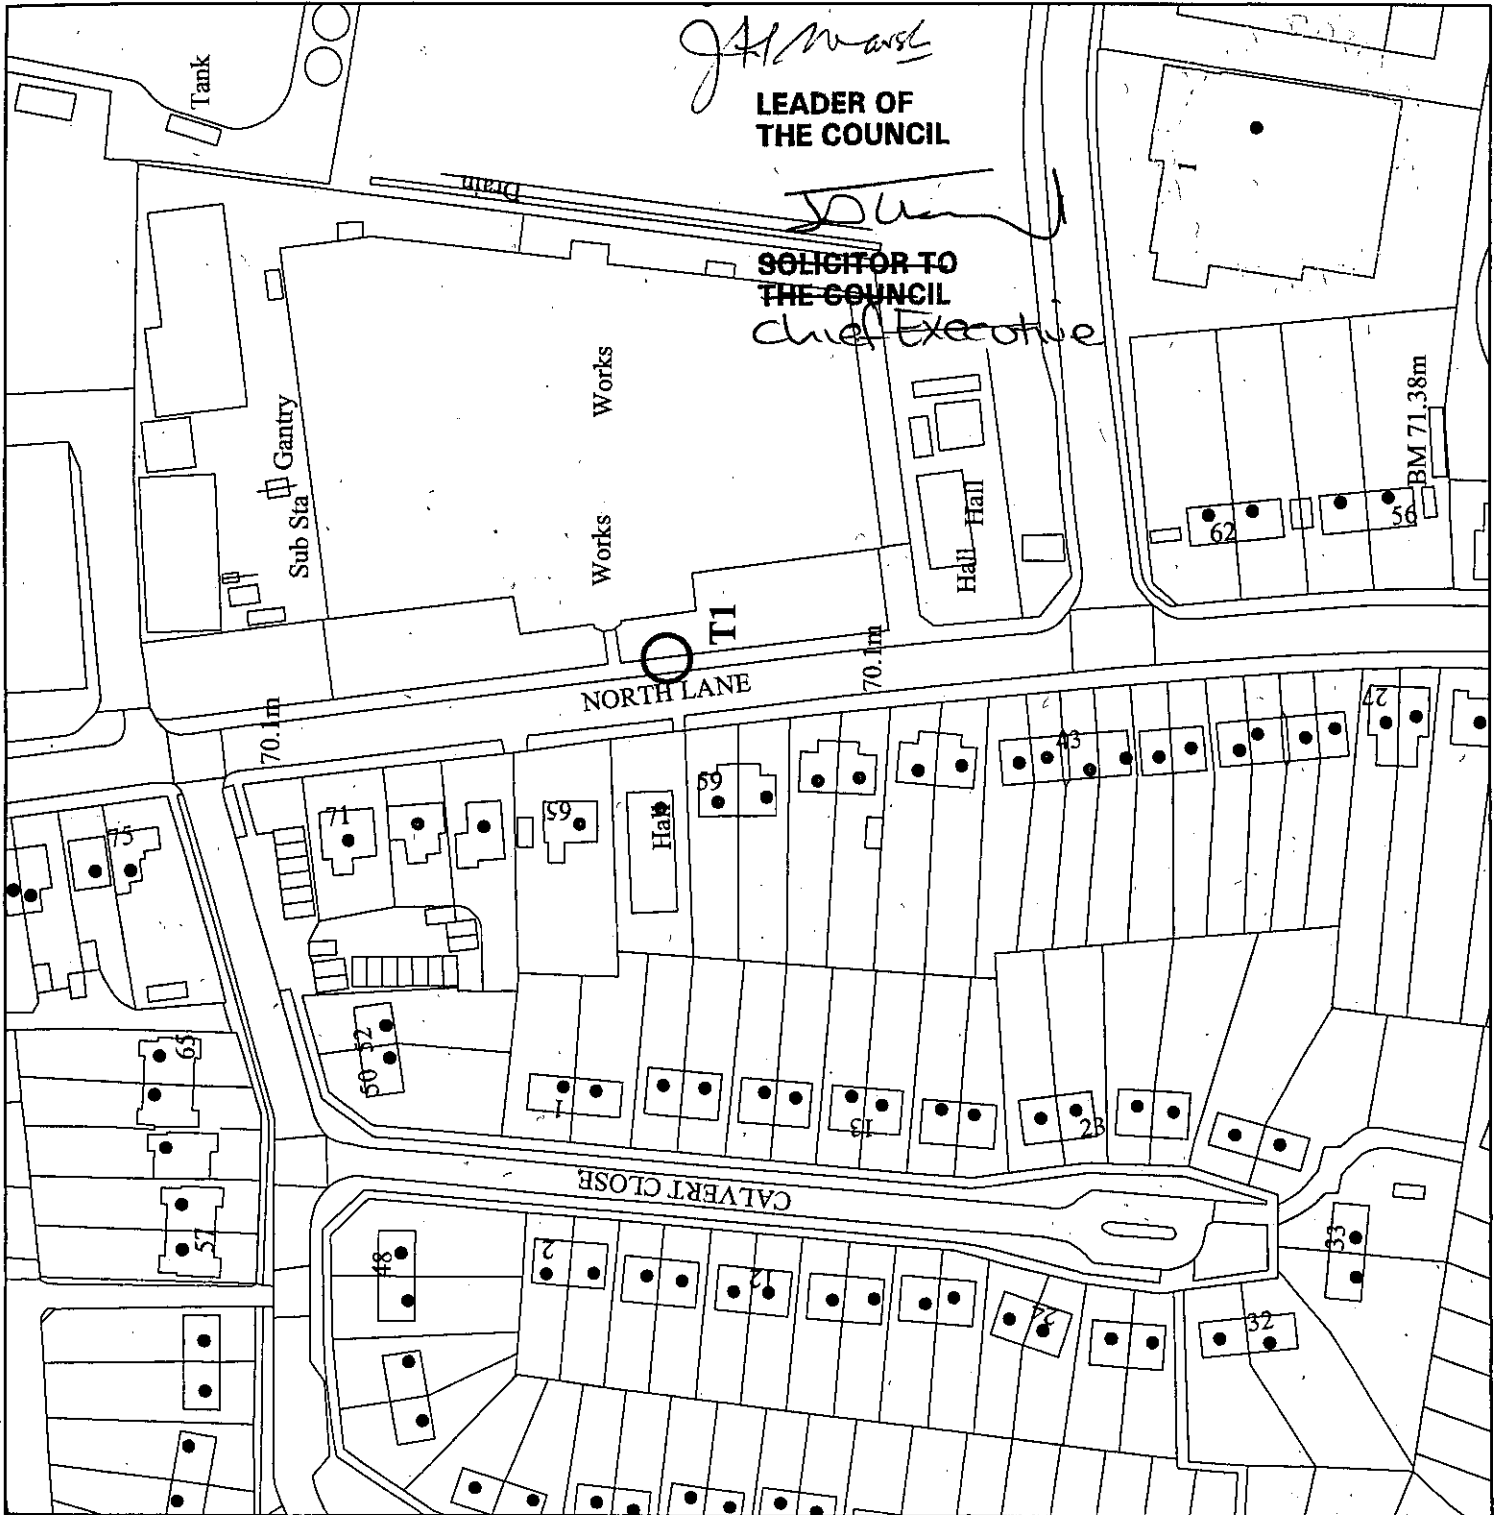 LEADER OF
THE COUNCIL
SOLICITOR TO
THE COUNCIL
Chief Executive
Tank
Drain
1
Works
Gantry
Sub Sta
Works
Hall
Hall
BM 71.38m
62
56
T1
NORTH LANE
70.1m
70.1m
75
71
65
Hall
59
43
27
65
52
50
1
13
23
57
CALVERT CLOSE
48
2
12
24
32
33